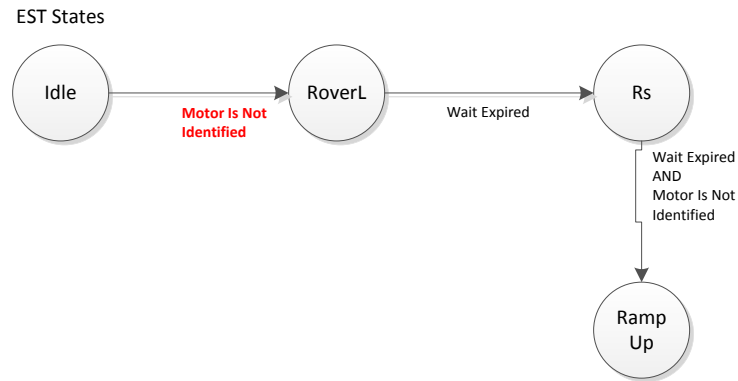 EST States
Idle
RoverL
Rs
Motor Is Not
Identified
Wait Expired
Wait Expired
AND
Motor Is Not
Identified
Ramp
Up